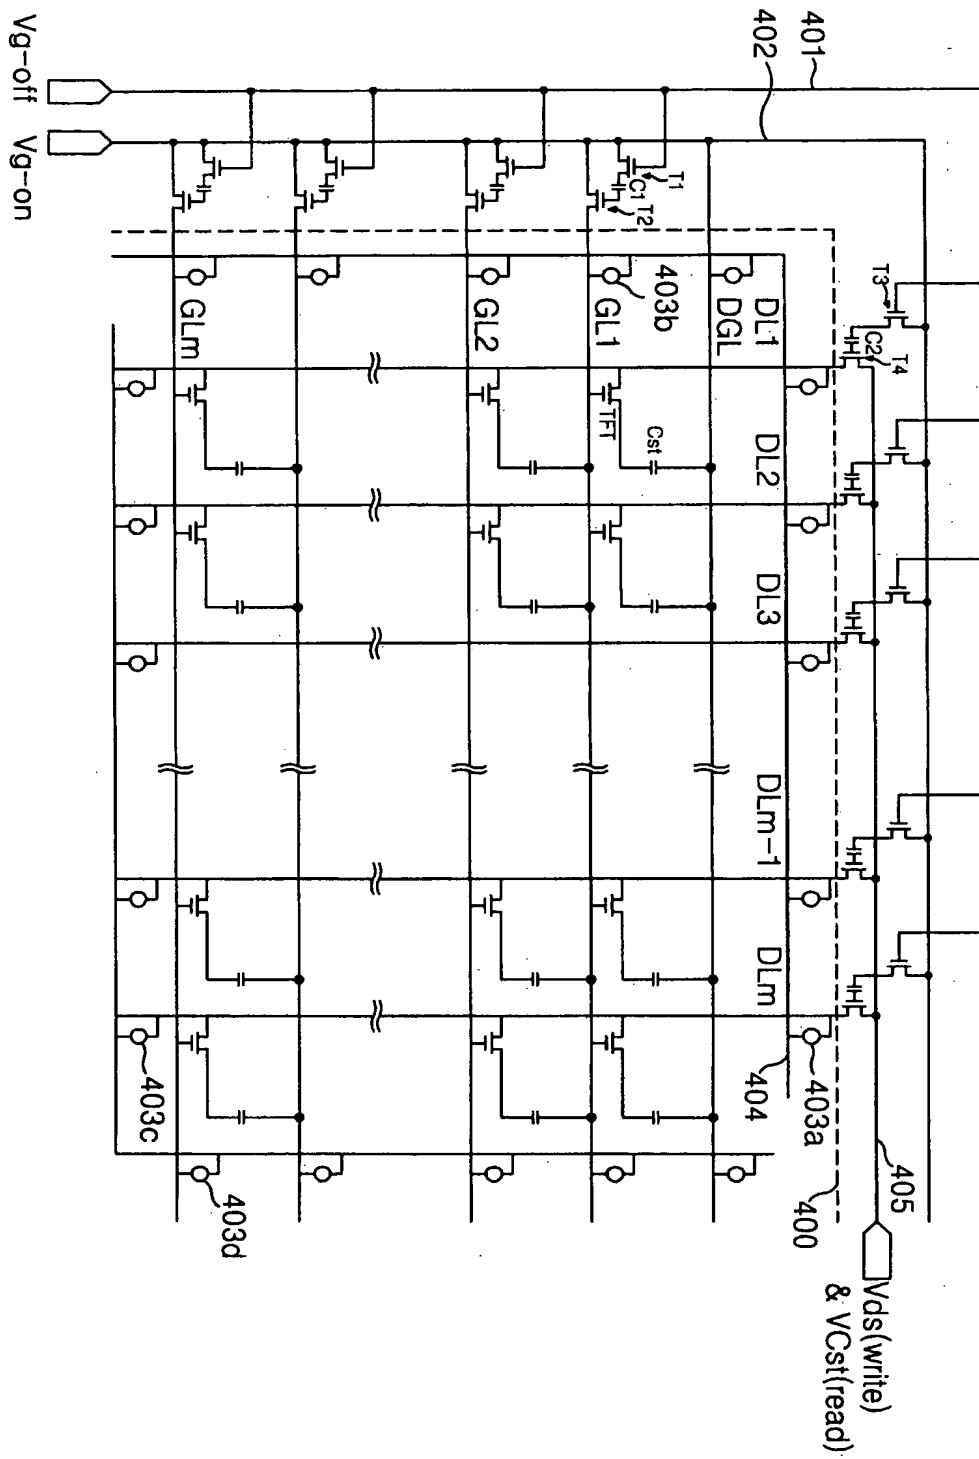 Vg-off
Vg-on
401
402
T1
C1
T2
T3
C2
T4
403b
DL1
DGL
GL1
GL2
GLm
TFT
Cst
DL2
DL3
DLm-1
DLm
403a
404
403c
403d
400
405
Vds(write)
& VCst(read)